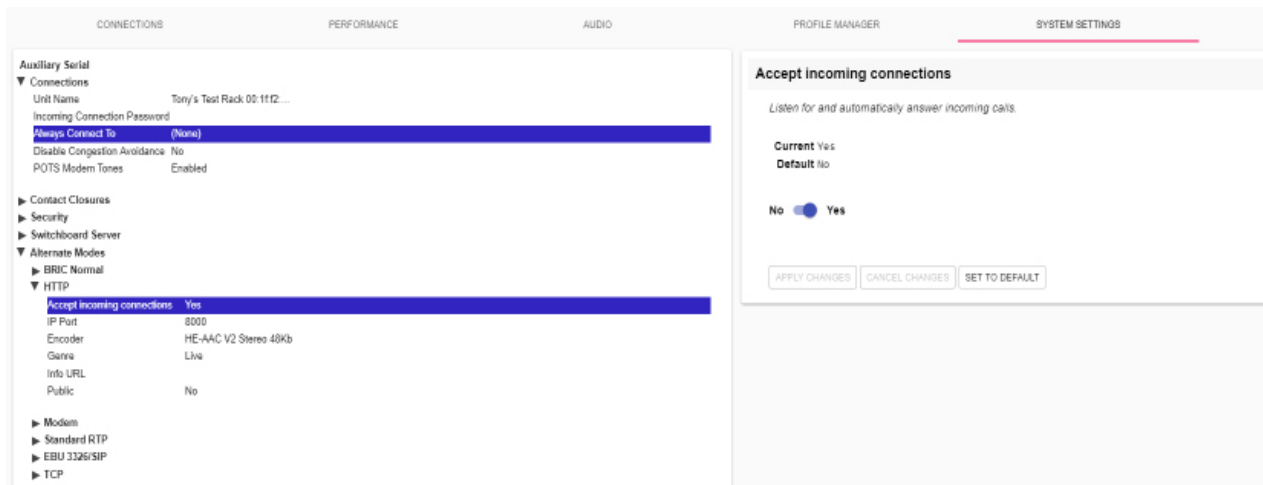 CONNECTIONS PERFORMANCE AUDIO PROFILE MANAGER SYSTEM SETTINGS
Auxiliary Serial
▼ Connections
Unit Name Tony's Test Rack 00:1f:f2:...
Incoming Connection Password
Always Connect To (None)
Disable Congestion Avoidance No
POTS Modem Tones Enabled
▶ Contact Closures
▶ Security
▶ Switchboard Server
▼ Alternate Modes
▶ BRIC Normal
▼ HTTP
Accept incoming connections Yes
IP Port 8000
Encoder HE-AAC V2 Stereo 48Kb
Genre Live
Info URL
Public No
▶ Modem
▶ Standard RTP
▶ EBU 3326/SIP
▶ TCP
Accept incoming connections
Listen for and automatically answer incoming calls.
Current Yes
Default No
No Yes
APPLY CHANGES CANCEL CHANGES SET TO DEFAULT